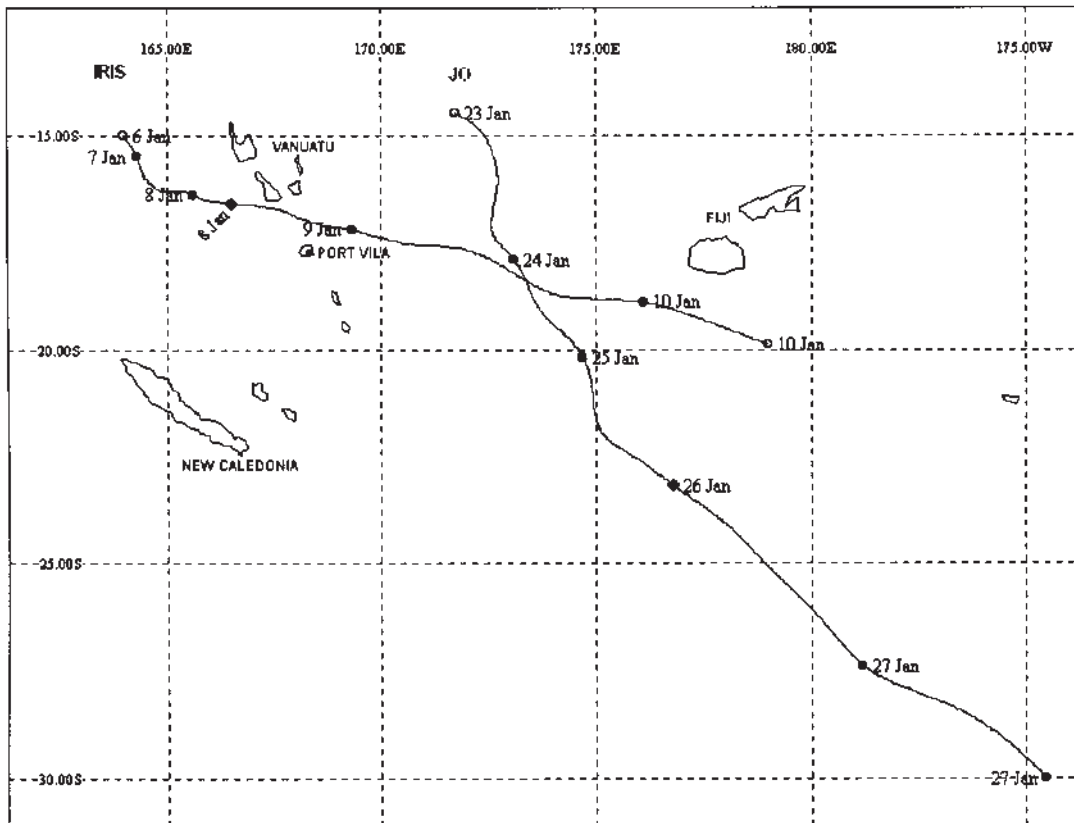 165.00E 170.00E 175.00E 180.00E 175.00W
IRIS JO
23 Jan
15.00S
6 Jan
VANUATU
7 Jan
8 Jan
8 Jan
FIJI
9 Jan
PORT VILA
24 Jan
10 Jan
10 Jan
20.00S
25 Jan
NEW CALEDONIA
26 Jan
25.00S
27 Jan
30.00S
27 Jan